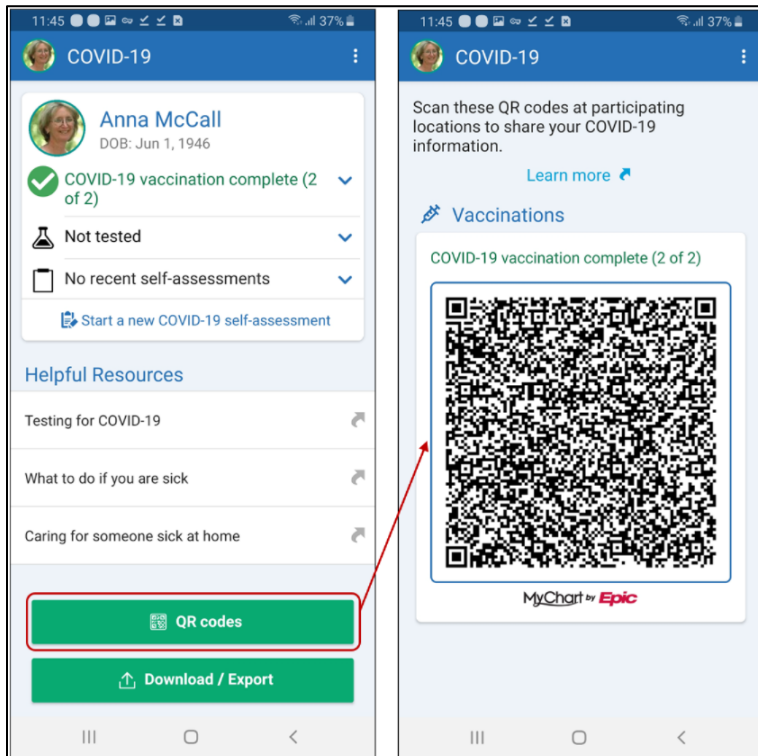 11:45
37%
COVID-19
Anna McCall
DOB: Jun 1, 1946
COVID-19 vaccination complete (2
of 2)
Not tested
No recent self-assessments
Start a new COVID-19 self-assessment
Helpful Resources
Testing for COVID-19
What to do if you are sick
Caring for someone sick at home
QR codes
Download / Export
11:45
37%
COVID-19
Scan these QR codes at participating
locations to share your COVID-19
information.
Learn more
Vaccinations
COVID-19 vaccination complete (2 of 2)
MyChart by Epic